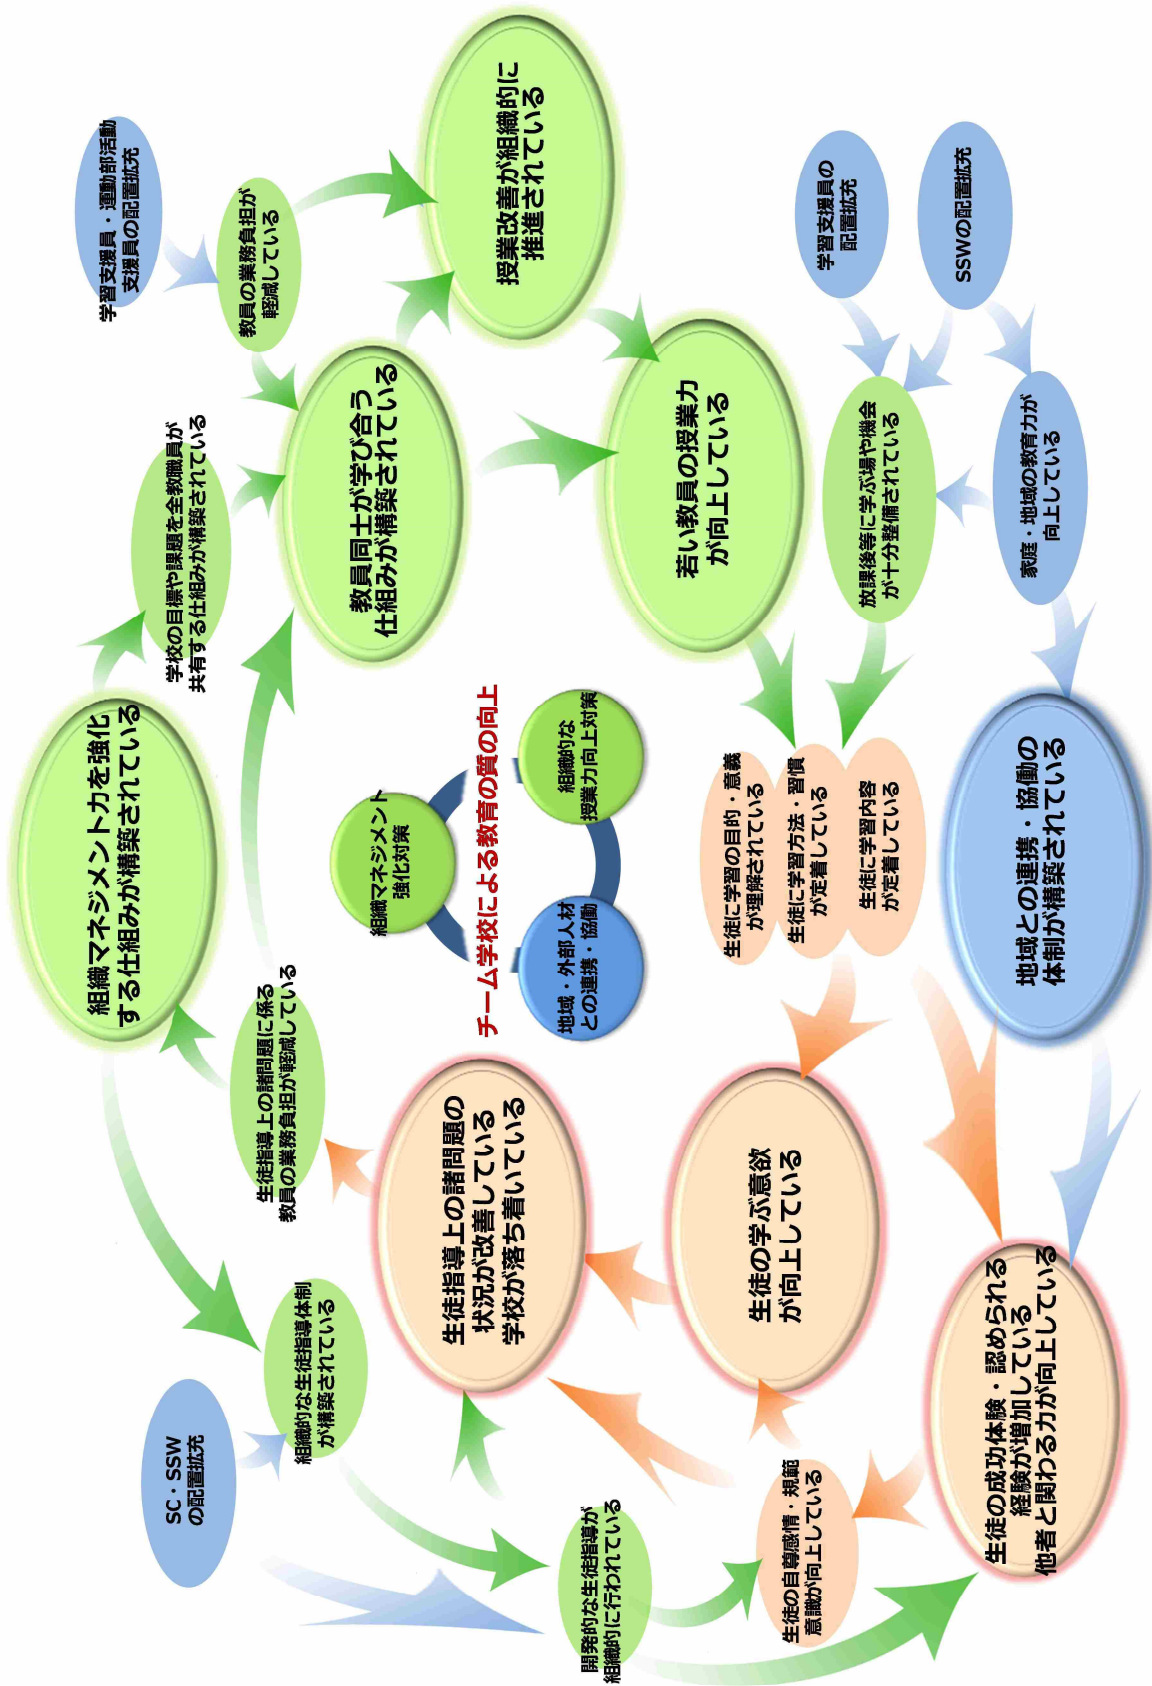 組織マネジメント力を強化
する仕組みが構築されている
学習支援員・運動部活動
支援員の配置拡充
教員の業務負担が
軽減している
学校の目標や課題を全教職員が
共有する仕組みが構築されている
SC・SSW
の配置拡充
組織的な生徒指導体制
が構築されている
生徒指導上の諸問題に係る
教員の業務負担が軽減している
教員同士が学び合う
仕組みが構築されている
授業改善が組織的に
推進されている
組織マネジメント
強化対策
チーム学校による教育の質の向上
地域・外部人材
との連携・協働
組織的な
授業力向上対策
生徒指導上の諸問題の
状況が改善している
学校が落ち着いている
開発的な生徒指導が
組織的に行われている
若い教員の授業力
が向上している
生徒の学ぶ意欲
が向上している
生徒に学習の目的・意義
が理解されている
生徒に学習方法・習慣
が定着している
生徒に学習内容
が定着している
生徒の自尊感情・規範
意識が向上している
放課後等に学ぶ場や機会
が十分整備されている
学習支援員の
配置拡充
SSWの配置拡充
家庭・地域の教育力が
向上している
地域との連携・協働の
体制が構築されている
生徒の成功体験・認められる
経験が増加している
他者と関わる力が向上している